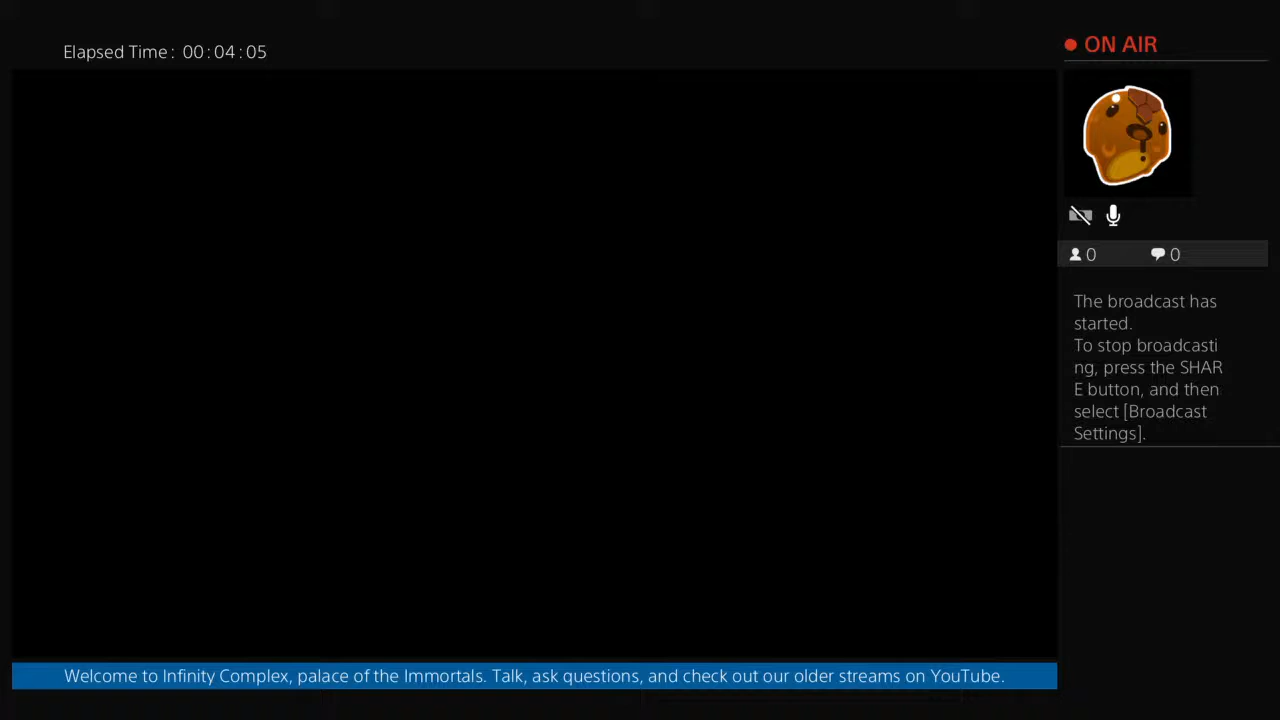 Elapsed Time: 00:04:05
ON AIR
0 0
The broadcast has
started.
To stop broadcasti
ng, press the SHAR
E button, and then
select [Broadcast
Settings].
Welcome to Infinity Complex, palace of the Immortals. Talk, ask questions, and check out our older streams on YouTube.